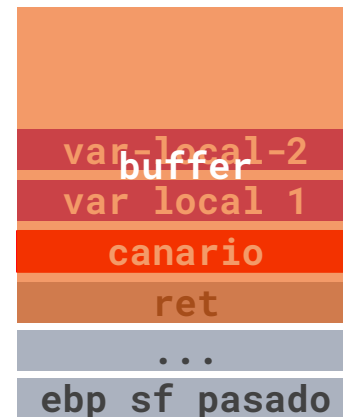 var-local-2
buffer
var local 1
canario
ret
...
ebp sf pasado